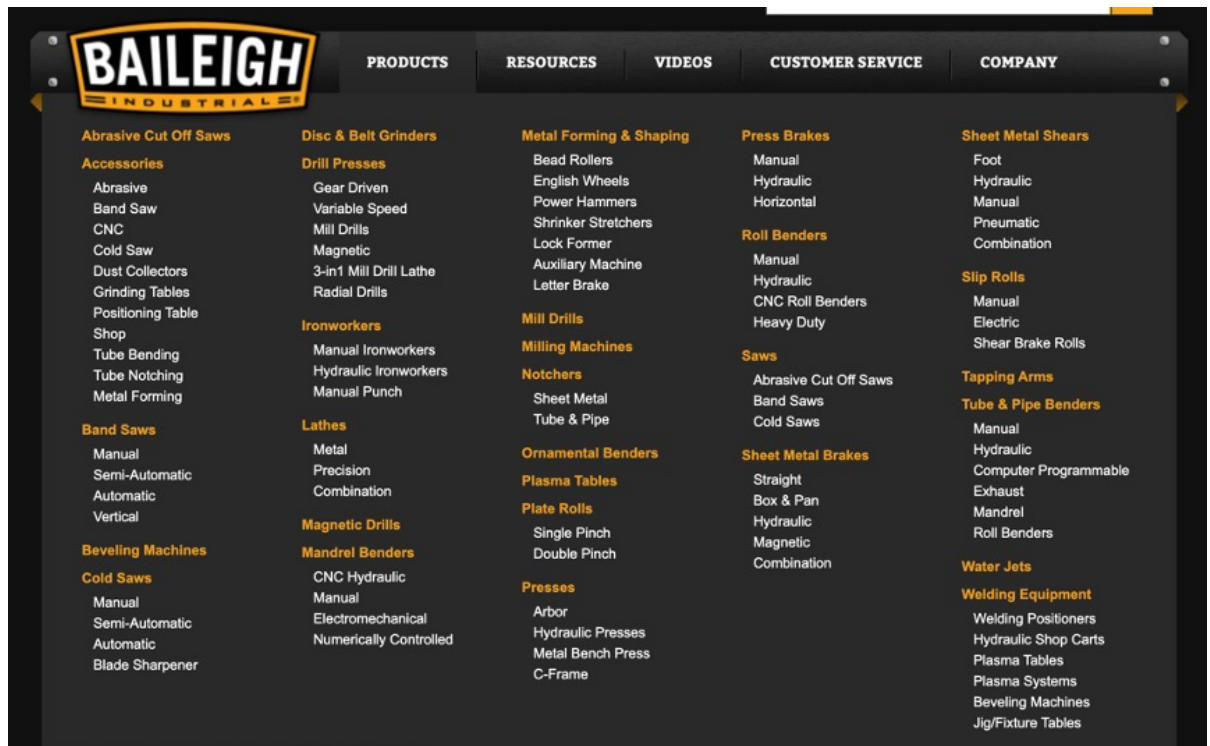 BAILEIGH
INDUSTRIAL
PRODUCTS
RESOURCES
VIDEOS
CUSTOMER SERVICE
COMPANY
Abrasive Cut Off Saws
Accessories
Abrasive
Band Saw
CNC
Cold Saw
Dust Collectors
Grinding Tables
Positioning Table
Shop
Tube Bending
Tube Notching
Metal Forming
Band Saws
Manual
Semi-Automatic
Automatic
Vertical
Beveling Machines
Cold Saws
Manual
Semi-Automatic
Automatic
Blade Sharpener
Disc & Belt Grinders
Drill Presses
Gear Driven
Variable Speed
Mill Drills
Magnetic
3-in1 Mill Drill Lathe
Radial Drills
Ironworkers
Manual Ironworkers
Hydraulic Ironworkers
Manual Punch
Lathes
Metal
Precision
Combination
Magnetic Drills
Mandrel Benders
CNC Hydraulic
Manual
Electromechanical
Numerically Controlled
Metal Forming & Shaping
Bead Rollers
English Wheels
Power Hammers
Shrinker Stretchers
Lock Former
Auxiliary Machine
Letter Brake
Mill Drills
Milling Machines
Notchers
Sheet Metal
Tube & Pipe
Ornamental Benders
Plasma Tables
Plate Rolls
Single Pinch
Double Pinch
Presses
Arbor
Hydraulic Presses
Metal Bench Press
C-Frame
Press Brakes
Manual
Hydraulic
Horizontal
Roll Benders
Manual
Hydraulic
CNC Roll Benders
Heavy Duty
Saws
Abrasive Cut Off Saws
Band Saws
Cold Saws
Sheet Metal Brakes
Straight
Box & Pan
Hydraulic
Magnetic
Combination
Sheet Metal Shears
Foot
Hydraulic
Manual
Pneumatic
Combination
Slip Rolls
Manual
Electric
Shear Brake Rolls
Tapping Arms
Tube & Pipe Benders
Manual
Hydraulic
Computer Programmable
Exhaust
Mandrel
Roll Benders
Water Jets
Welding Equipment
Welding Positioners
Hydraulic Shop Carts
Plasma Tables
Plasma Systems
Beveling Machines
Jig/Fixture Tables